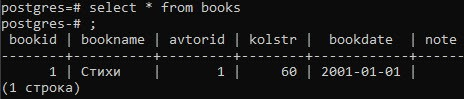 postgres=# select * from books
postgres-# ;
 bookid | bookname | avtorid | kolstr |  bookdate  | note
--------+----------+---------+--------+------------+------
      1 | Стихи    |       1 |     60 | 2001-01-01 |
(1 строка)